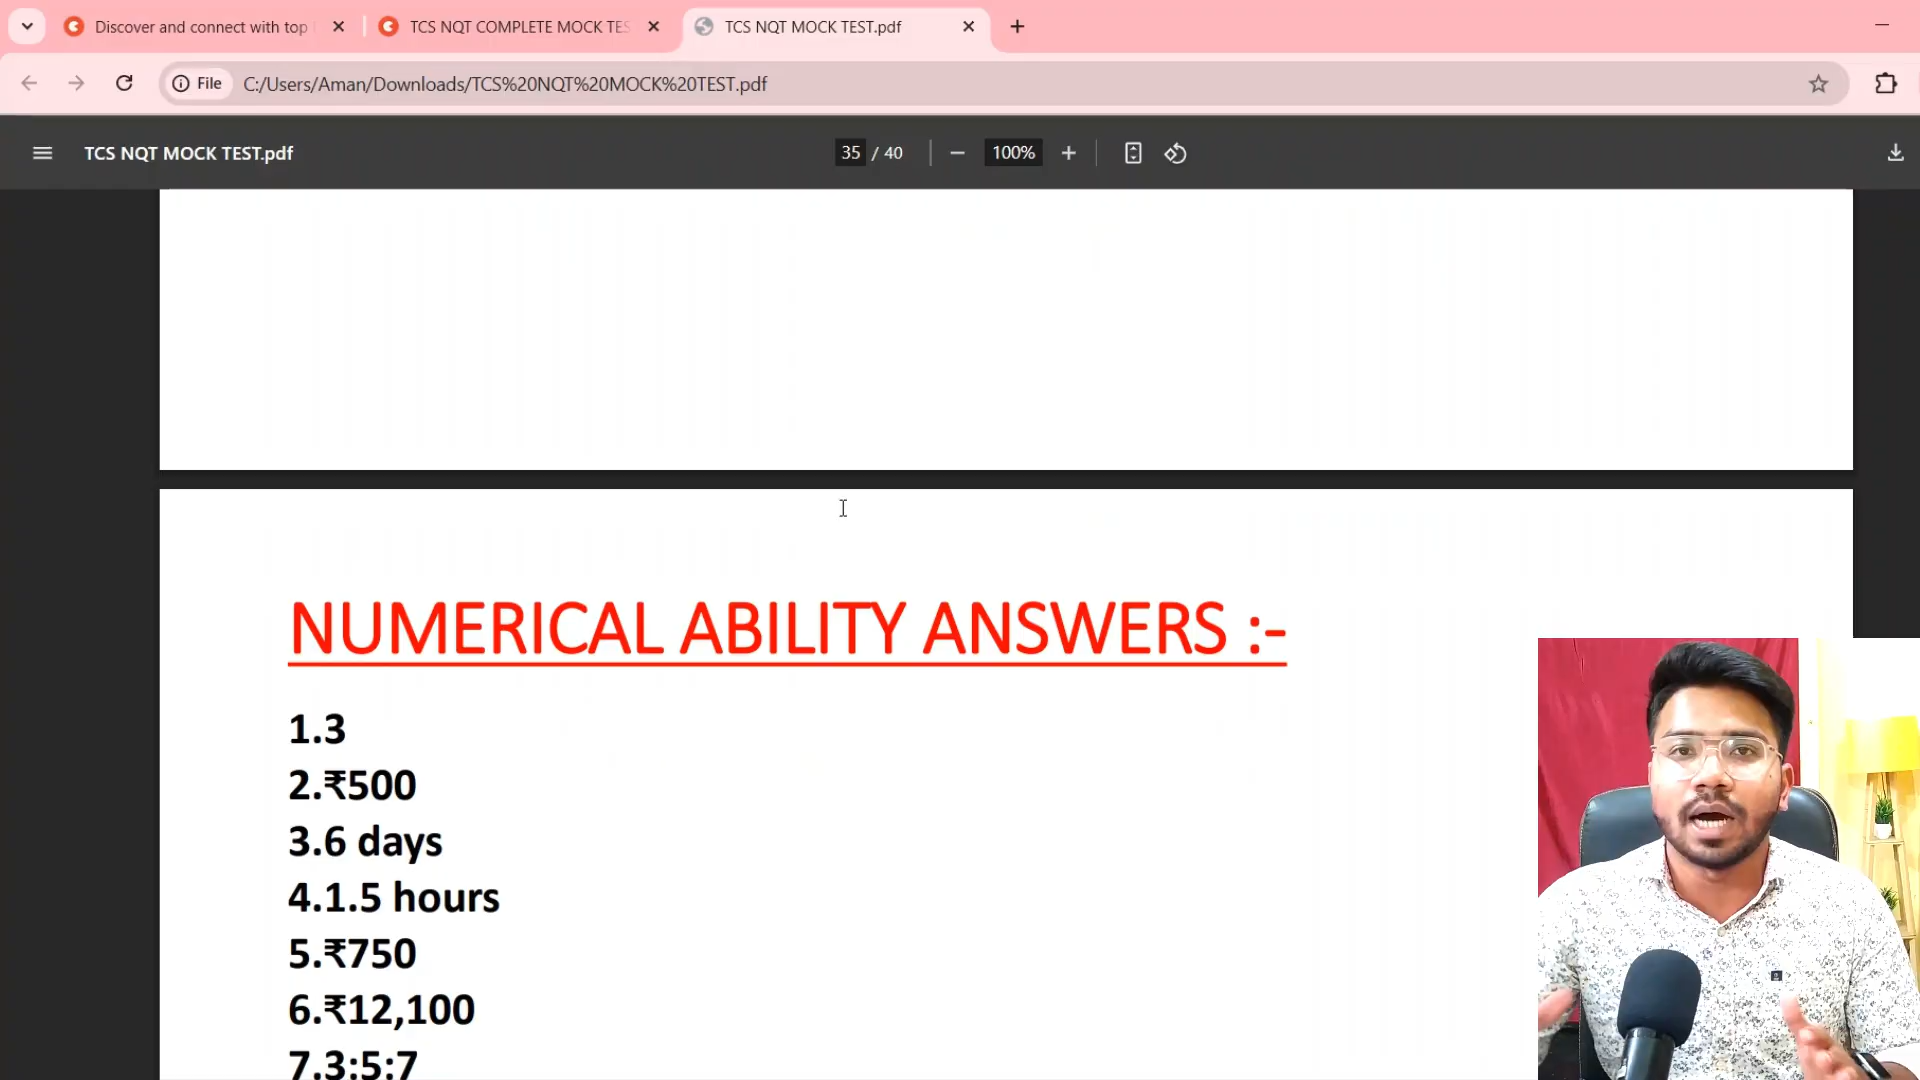 Discover and connect with top
TCS NQT COMPLETE MOCK TES
TCS NQT MOCK TEST.pdf
File
C:/Users/Aman/Downloads/TCS%20NQT%20MOCK%20TEST.pdf
TCS NQT MOCK TEST.pdf
35 / 40
100%
NUMERICAL ABILITY ANSWERS :-
1.3
2.₹500
3.6 days
4.1.5 hours
5.₹750
6.₹12,100
7.3:5:7